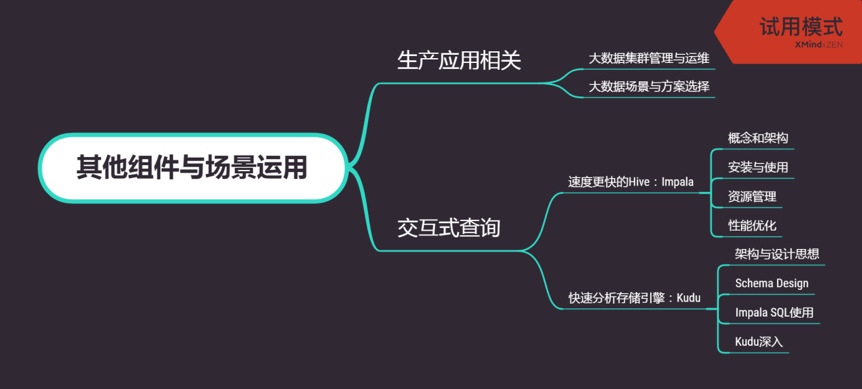 试用模式
XMind:ZEN
生产应用相关
大数据集群管理与运维
大数据场景与方案选择
其他组件与场景运用
交互式查询
速度更快的Hive：Impala
概念和架构
安装与使用
资源管理
性能优化
快速分析存储引擎：Kudu
架构与设计思想
Schema Design
Impala SQL使用
Kudu深入